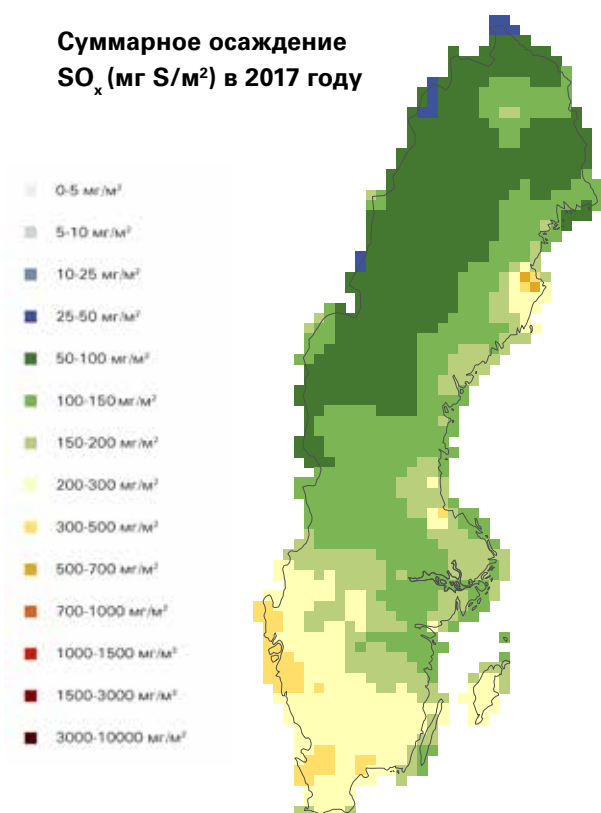 Суммарное осаждение
SOₓ (мг S/м²) в 2017 году
0-5 мг/м²
5-10 мг/м²
10-25 мг/м²
25-50 мг/м²
50-100 мг/м²
100-150 мг/м²
150-200 мг/м²
200-300 мг/м²
300-500 мг/м²
500-700 мг/м²
700-1000 мг/м²
1000-1500 мг/м²
1500-3000 мг/м²
3000-10000 мг/м²